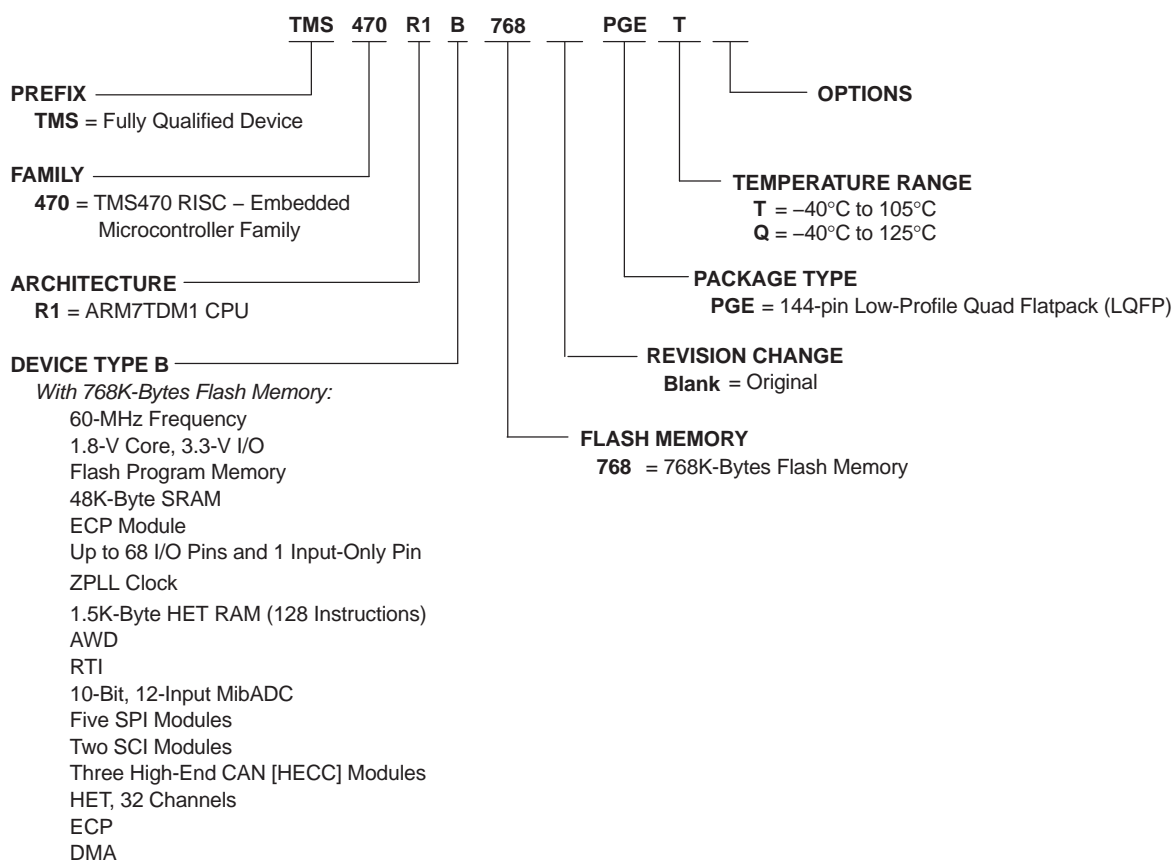 TMS 470 R1 B 768 PGE T
PREFIX
TMS = Fully Qualified Device
OPTIONS
FAMILY
470 = TMS470 RISC – Embedded
Microcontroller Family
TEMPERATURE RANGE
T = –40°C to 105°C
Q = –40°C to 125°C
ARCHITECTURE
R1 = ARM7TDM1 CPU
PACKAGE TYPE
PGE = 144-pin Low-Profile Quad Flatpack (LQFP)
DEVICE TYPE B
With 768K-Bytes Flash Memory:
60-MHz Frequency
1.8-V Core, 3.3-V I/O
Flash Program Memory
48K-Byte SRAM
ECP Module
Up to 68 I/O Pins and 1 Input-Only Pin
ZPLL Clock
1.5K-Byte HET RAM (128 Instructions)
AWD
RTI
10-Bit, 12-Input MibADC
Five SPI Modules
Two SCI Modules
Three High-End CAN [HECC] Modules
HET, 32 Channels
ECP
DMA
REVISION CHANGE
Blank = Original
FLASH MEMORY
768 = 768K-Bytes Flash Memory